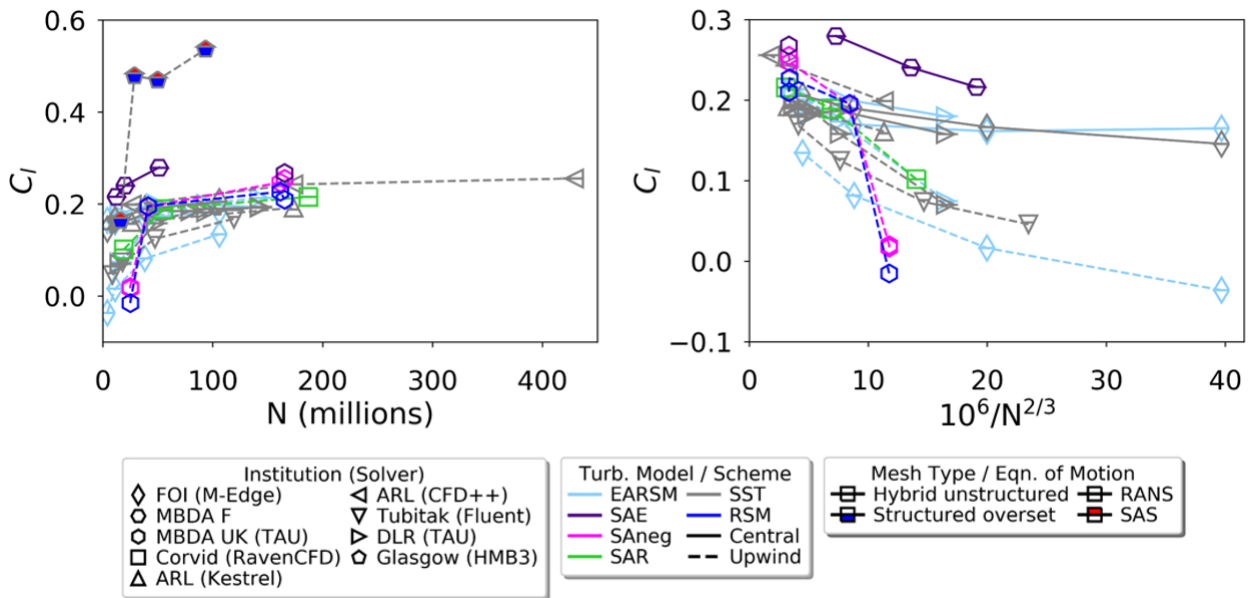 0.6
0.4
0.2
0.0
C_l
0 100 200 300 400
N (millions)
0.3
0.2
0.1
0.0
−0.1
C_l
0 10 20 30 40
10^6/N^{2/3}
Institution (Solver)
FOI (M-Edge)
MBDA F
MBDA UK (TAU)
Corvid (RavenCFD)
ARL (Kestrel)
ARL (CFD++)
Tubitak (Fluent)
DLR (TAU)
Glasgow (HMB3)
Turb. Model / Scheme
EARSM
SAE
SAneg
SAR
SST
RSM
Central
Upwind
Mesh Type / Eqn. of Motion
Hybrid unstructured
Structured overset
RANS
SAS